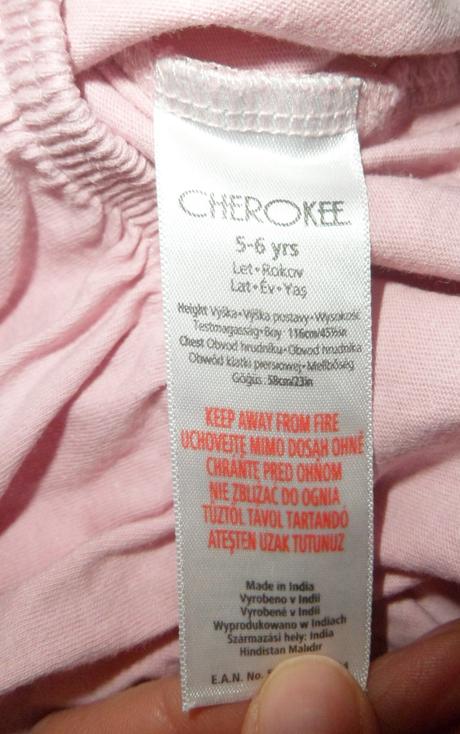 CHEROKEE
5-6 yrs
Let•Rokov
Lat•Év•Yaş
Height Výška•Výška postavy•Wysokość
Testmagasság•Boy 116cm/45½in
Chest Obvod hrudníku•Obvod hrudníka
Obwód klatki piersiowej•Mellbőség
Göğüs 58cm/23in
KEEP AWAY FROM FIRE
UCHOVEJTE MIMO DOSAH OHNĚ
CHRÁŇTE PRED OHŇOM
NIE ZBLIŻAĆ DO OGNIA
TŰZTŐL TÁVOL TARTANDÓ
ATEŞTEN UZAK TUTUNUZ
Made in India
Vyrobeno v Indii
Vyrobené v Indii
Wyprodukowano w Indiach
Származási hely: India
Hindistan Malıdır
E.A.N. No.